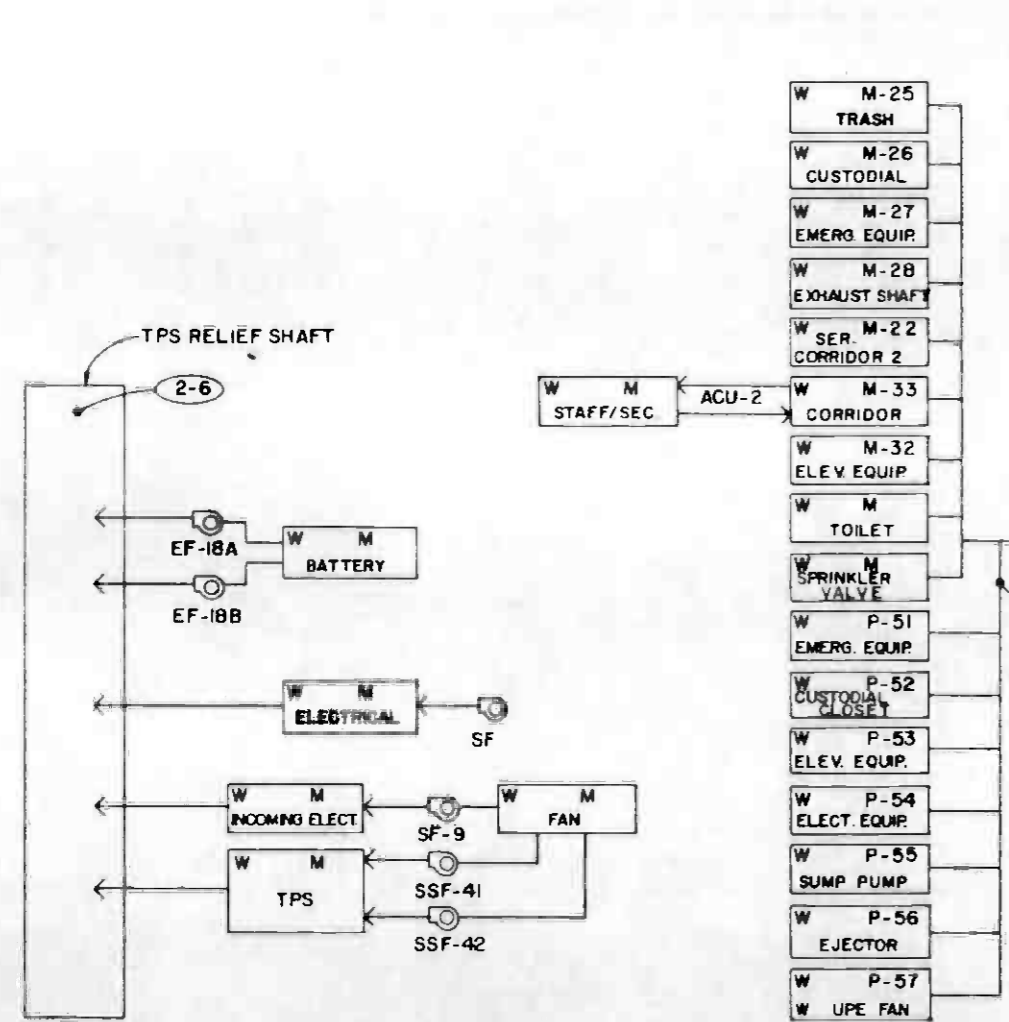 TPS RELIEF SHAFT
2-6
EF-18A
EF-18B
W M
BATTERY
W M
ELECTRICAL
SF
W M
INCOMING ELECT.
SF-9
W M
FAN
W M
TPS
SSF-41
SSF-42
W M
STAFF/SEC
ACU-2
W M-25
TRASH
W M-26
CUSTODIAL
W M-27
EMERG. EQUIP.
W M-28
EXHAUST SHAFT
W M-22
SER.
CORRIDOR 2
W M-33
CORRIDOR
W M-32
ELEV. EQUIP.
W M
TOILET
W M
SPRINKLER
VALVE
W P-51
EMERG. EQUIP.
W P-52
CUSTODIAL
CLOSET
W P-53
ELEV. EQUIP.
W P-54
ELECT. EQUIP.
W P-55
SUMP PUMP
W P-56
EJECTOR
W P-57
W UPE FAN